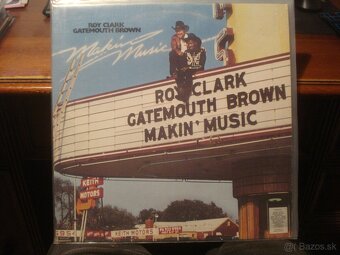 ROY CLARK
GATEMOUTH BROWN
Makin' Music
ROY CLARK
GATEMOUTH BROWN
MAKIN' MUSIC
KEITH
MOTORS
KEITH MOTORS
bazos.sk